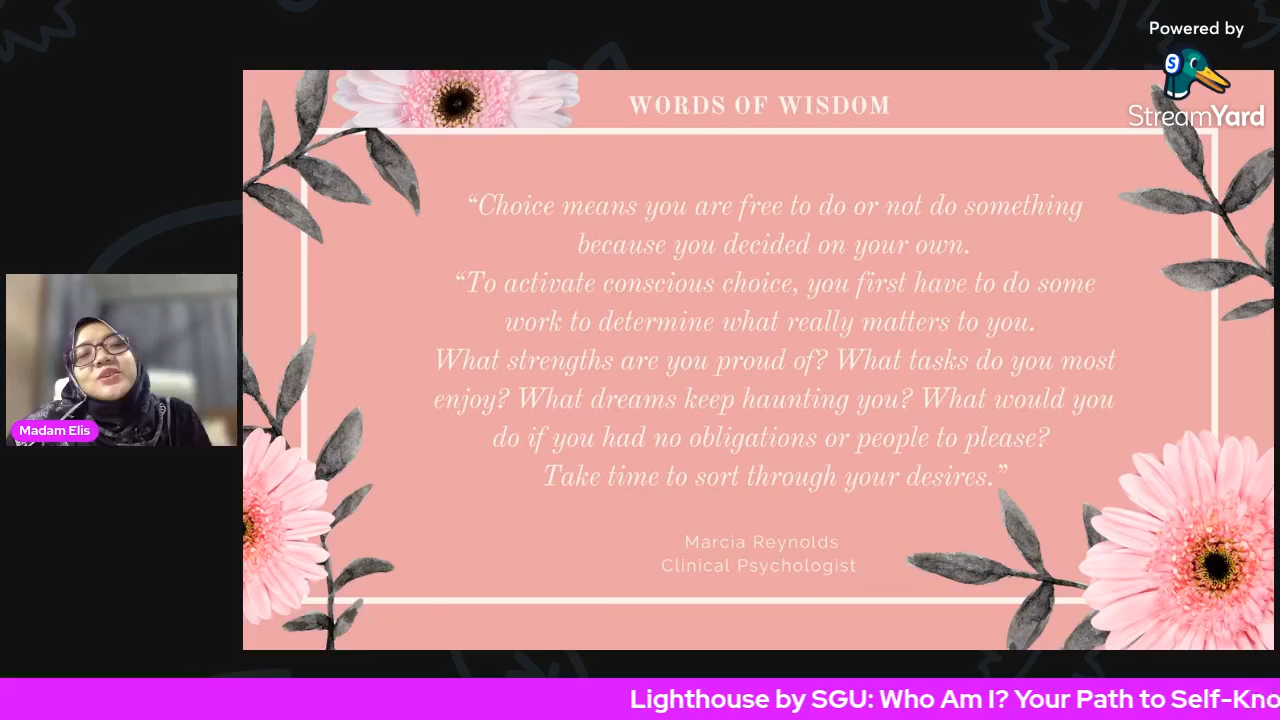 Powered by
StreamYard
WORDS OF WISDOM
“Choice means you are free to do or not do something
because you decided on your own.
“To activate conscious choice, you first have to do some
work to determine what really matters to you.
What strengths are you proud of? What tasks do you most
enjoy? What dreams keep haunting you? What would you
do if you had no obligations or people to please?
Take time to sort through your desires.”
Marcia Reynolds
Clinical Psychologist
Madam Elis
Lighthouse by SGU: Who Am I? Your Path to Self-Kno